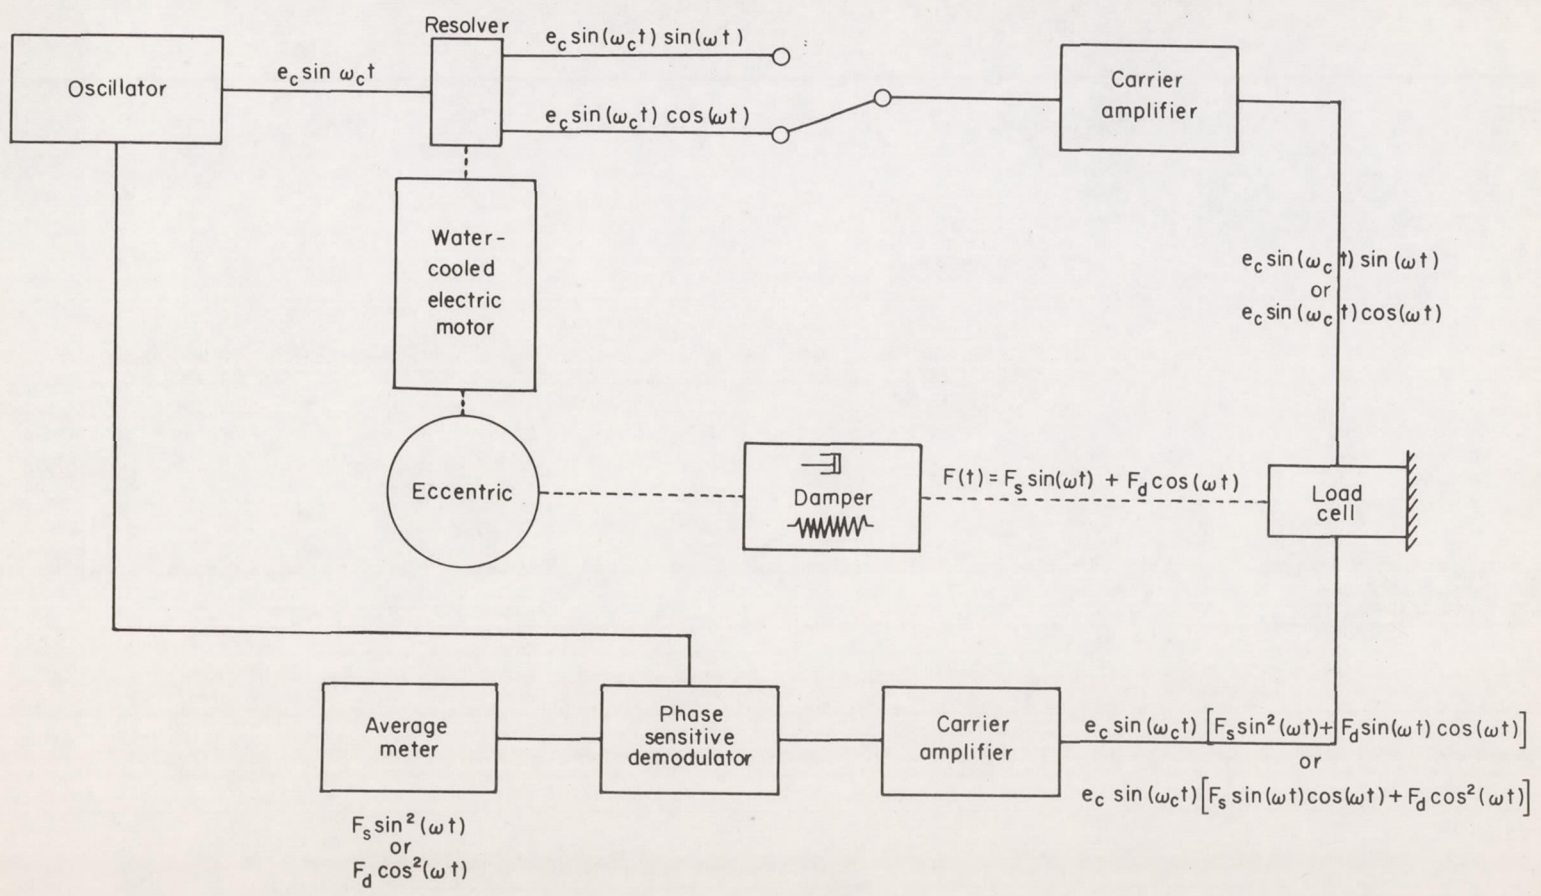 Resolver
Oscillator
e_c sin ω_c t
e_c sin(ω_c t) sin(ωt)
e_c sin(ω_c t) cos(ωt)
Carrier
amplifier
Water-
cooled
electric
motor
e_c sin(ω_c t) sin(ωt)
or
e_c sin(ω_c t) cos(ωt)
Eccentric
Damper
F(t) = F_s sin(ωt) + F_d cos(ωt)
Load
cell
Average
meter
Phase
sensitive
demodulator
Carrier
amplifier
e_c sin(ω_c t) [F_s sin²(ωt) + F_d sin(ωt) cos(ωt)]
or
e_c sin(ω_c t) [F_s sin(ωt) cos(ωt) + F_d cos²(ωt)]
F_s sin²(ωt)
or
F_d cos²(ωt)